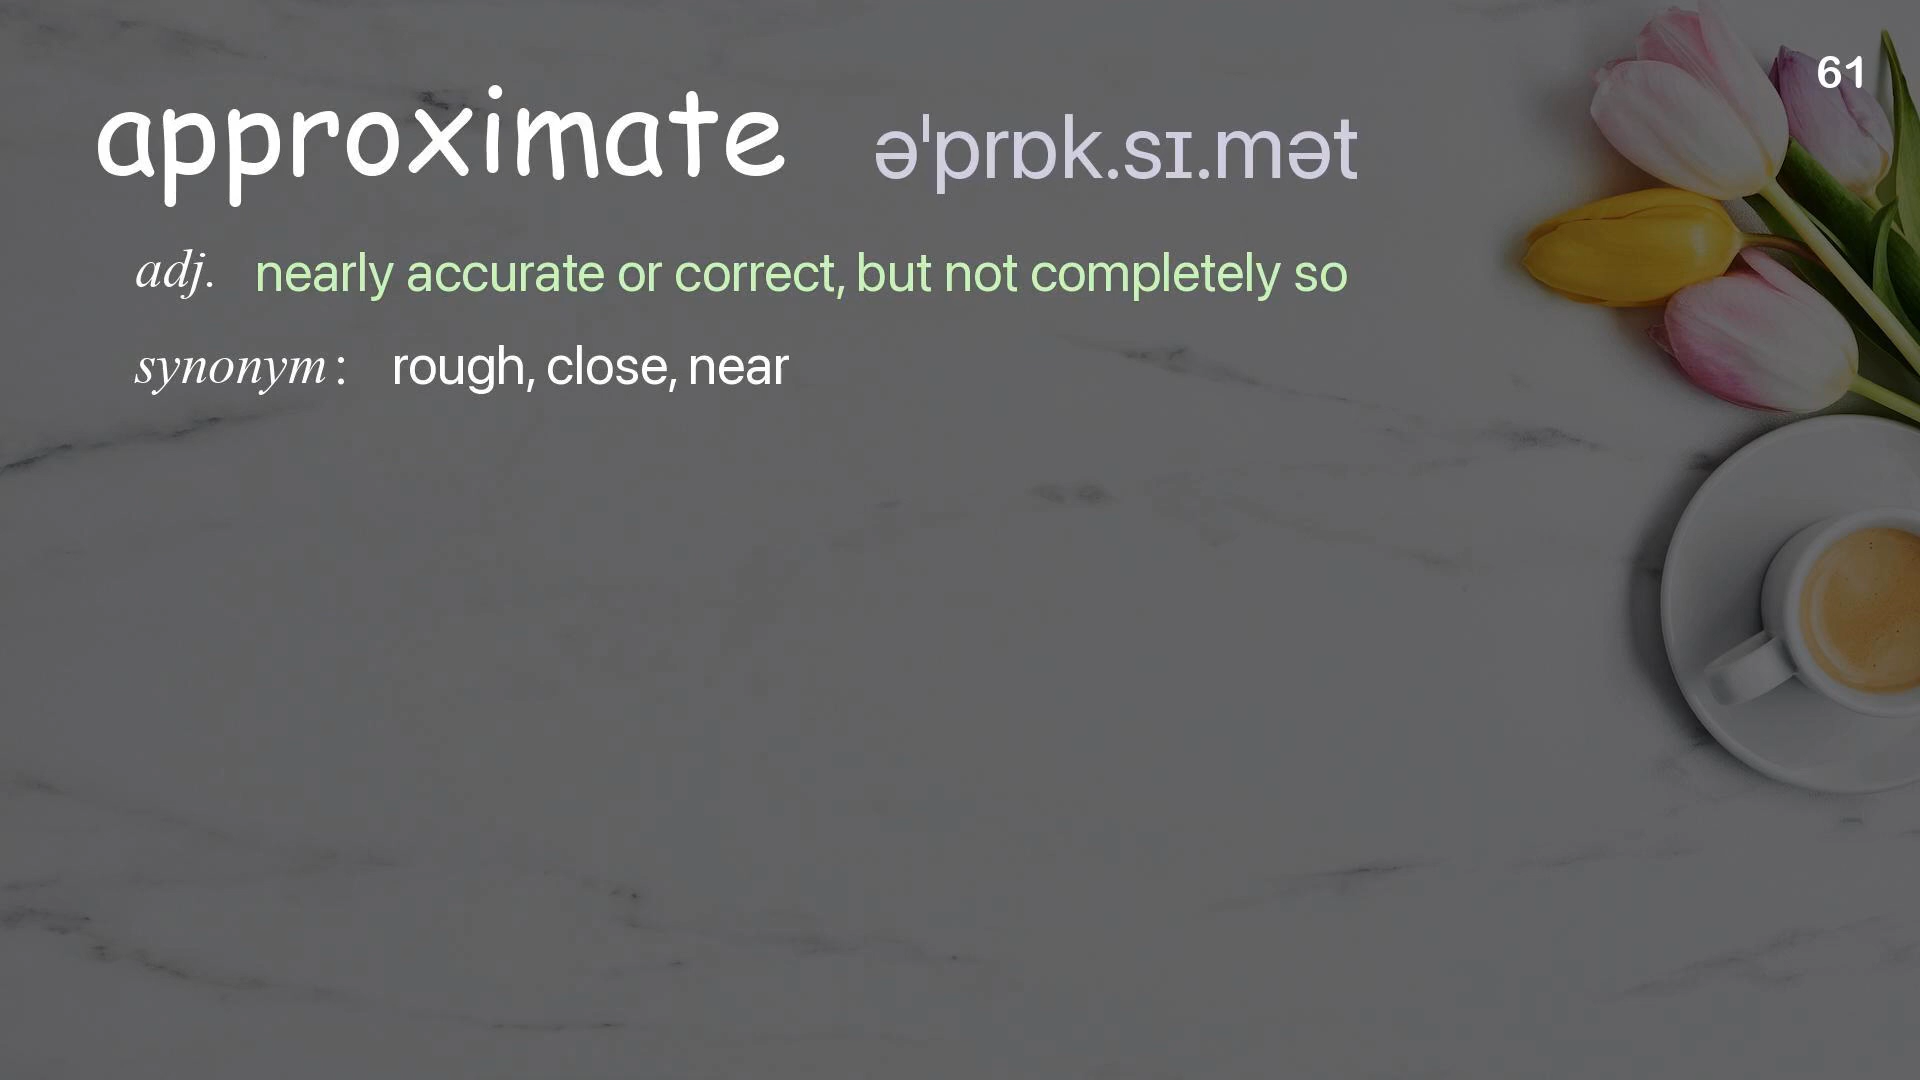 61
approximate əˈprɒk.sɪ.mət
adj. nearly accurate or correct, but not completely so
synonym: rough, close, near